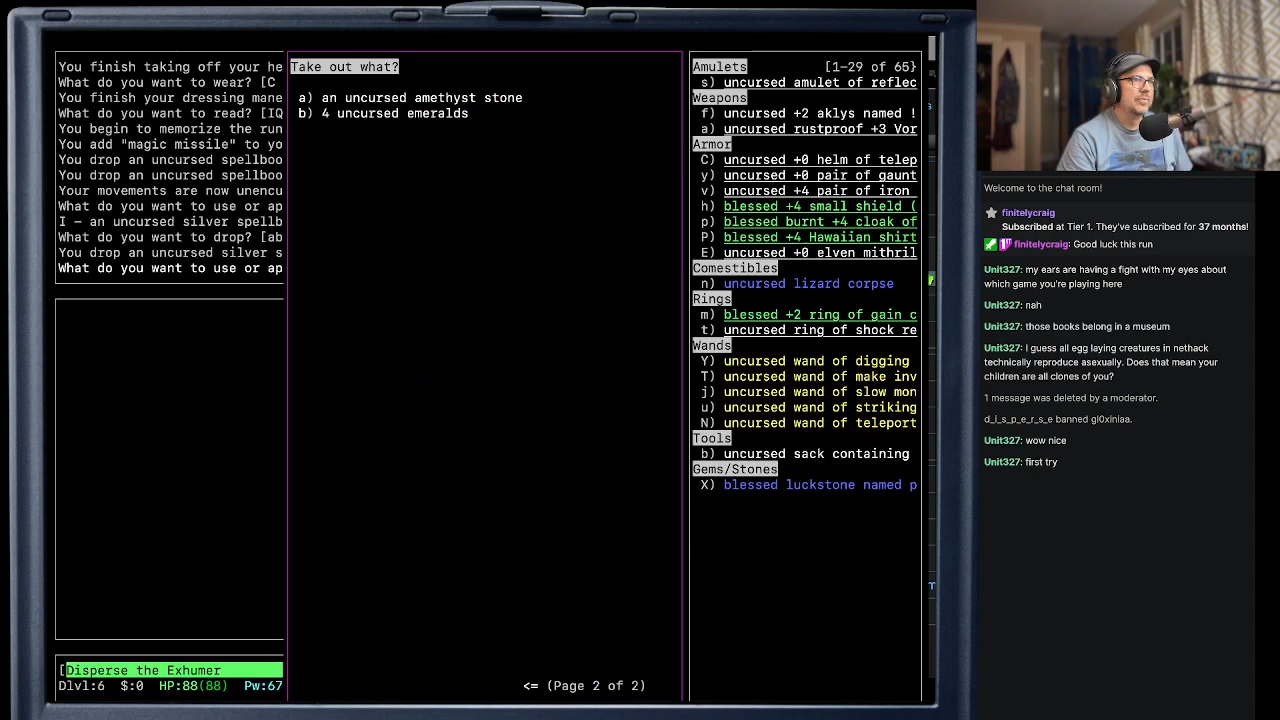 You finish taking off your he
What do you want to wear? [C
You finish your dressing mane
What do you want to read? [IQ
You begin to memorize the run
You add "magic missile" to yo
You drop an uncursed spellboo
You drop an uncursed spellboo
Your movements are now unencu
What do you want to use or ap
I - an uncursed silver spellb
What do you want to drop? [ab
You drop an uncursed silver s
What do you want to use or ap
[Disperse the Exhumer
Dlvl:6 $:0 HP:88(88) Pw:67
Take out what?
a) an uncursed amethyst stone
b) 4 uncursed emeralds
<= (Page 2 of 2)
Amulets [1-29 of 65}
s) uncursed amulet of reflec
Weapons
f) uncursed +2 aklys named !
a) uncursed rustproof +3 Vor
Armor
C) uncursed +0 helm of telep
y) uncursed +0 pair of gaunt
v) uncursed +4 pair of iron
h) blessed +4 small shield (
p) blessed burnt +4 cloak of
P) blessed +4 Hawaiian shirt
E) uncursed +0 elven mithril
Comestibles
n) uncursed lizard corpse
Rings
m) blessed +2 ring of gain c
t) uncursed ring of shock re
Wands
Y) uncursed wand of digging
T) uncursed wand of make inv
j) uncursed wand of slow mon
u) uncursed wand of striking
N) uncursed wand of teleport
Tools
b) uncursed sack containing
Gems/Stones
X) blessed luckstone named p
Welcome to the chat room!
finitelycraig
Subscribed at Tier 1. They've subscribed for 37 months!
finitelycraig: Good luck this run
Unit327: my ears are having a fight with my eyes about
which game you're playing here
Unit327: nah
Unit327: those books belong in a museum
Unit327: I guess all egg laying creatures in nethack
technically reproduce asexually. Does that mean your
children are all clones of you?
1 message was deleted by a moderator.
d_i_s_p_e_r_s_e banned gl0xiniaa.
Unit327: wow nice
Unit327: first try